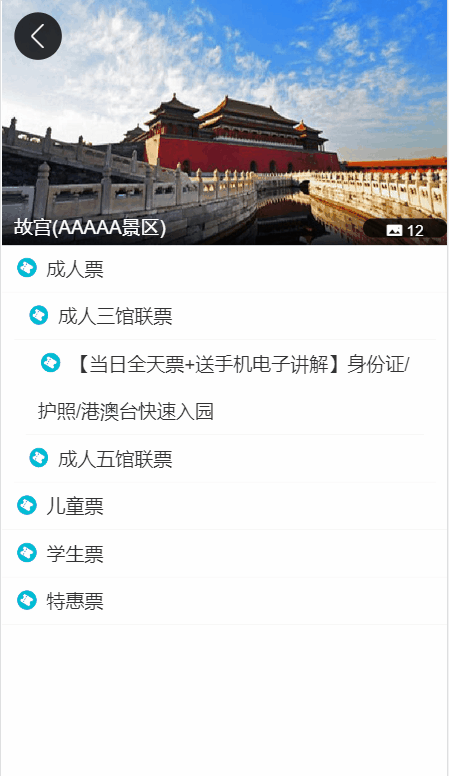 故宫(AAAAA景区)
12
成人票
成人三馆联票
【当日全天票+送手机电子讲解】身份证/
护照/港澳台快速入园
成人五馆联票
儿童票
学生票
特惠票